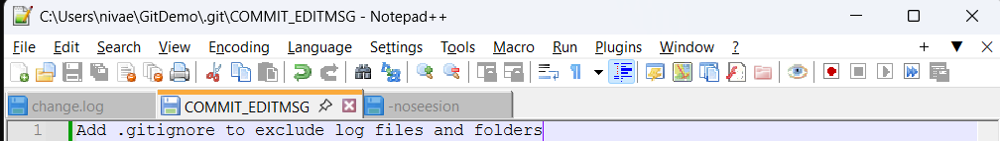 C:\Users\nivae\GitDemo\.git\COMMIT_EDITMSG - Notepad++
File Edit Search View Encoding Language Settings Tools Macro Run Plugins Window ?
change.log COMMIT_EDITMSG -noseesion
1 Add .gitignore to exclude log files and folders